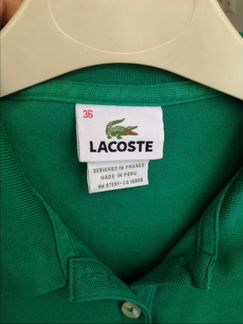 36
LACOSTE
DESIGNED IN FRANCE
MADE IN PERU